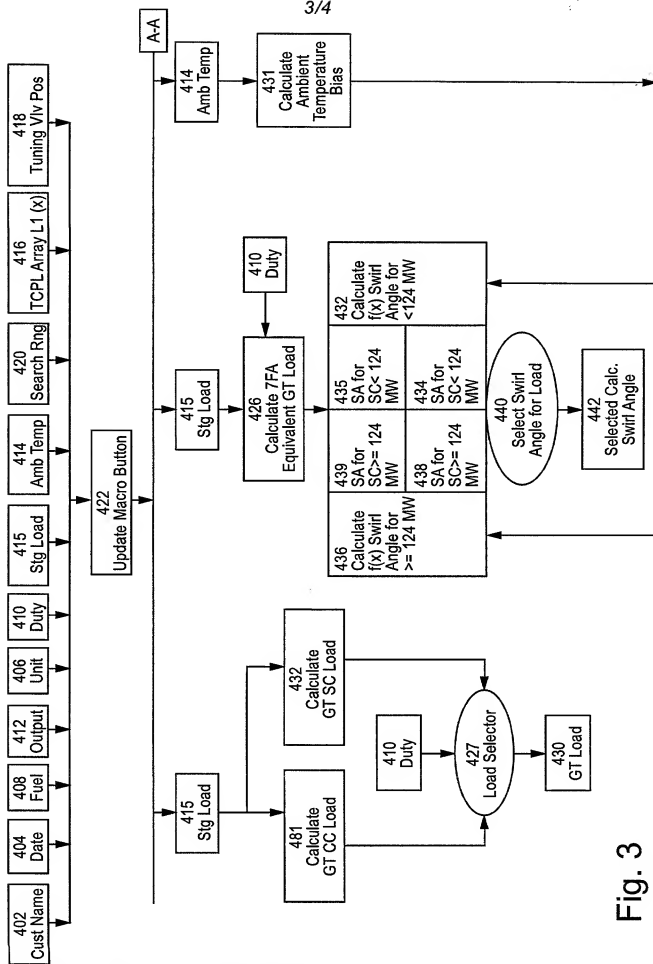 3/4
402
Cust Name
404
Date
408
Fuel
412
Output
406
Unit
410
Duty
415
Stg Load
414
Amb Temp
420
Search Rng
416
TCPL Array L1 (x)
418
Tuning Vlv Pos
422
Update Macro Button
A-A
415
Stg Load
481
Calculate
GT CC Load
432
Calculate
GT SC Load
410
Duty
427
Load Selector
430
GT Load
415
Stg Load
410
Duty
426
Calculate 7FA
Equivalent GT Load
436
Calculate
f(x) Swirl
Angle for
>= 124 MW
439
SA for
SC>= 124
MW
435
SA for
SC< 124
MW
438
SA for
SC>= 124
MW
434
SA for
SC< 124
MW
432
Calculate
f(x) Swirl
Angle for
<124 MW
440
Select Swirl
Angle for Load
442
Selected Calc.
Swirl Angle
414
Amb Temp
431
Calculate
Ambient
Temperature
Bias
Fig. 3